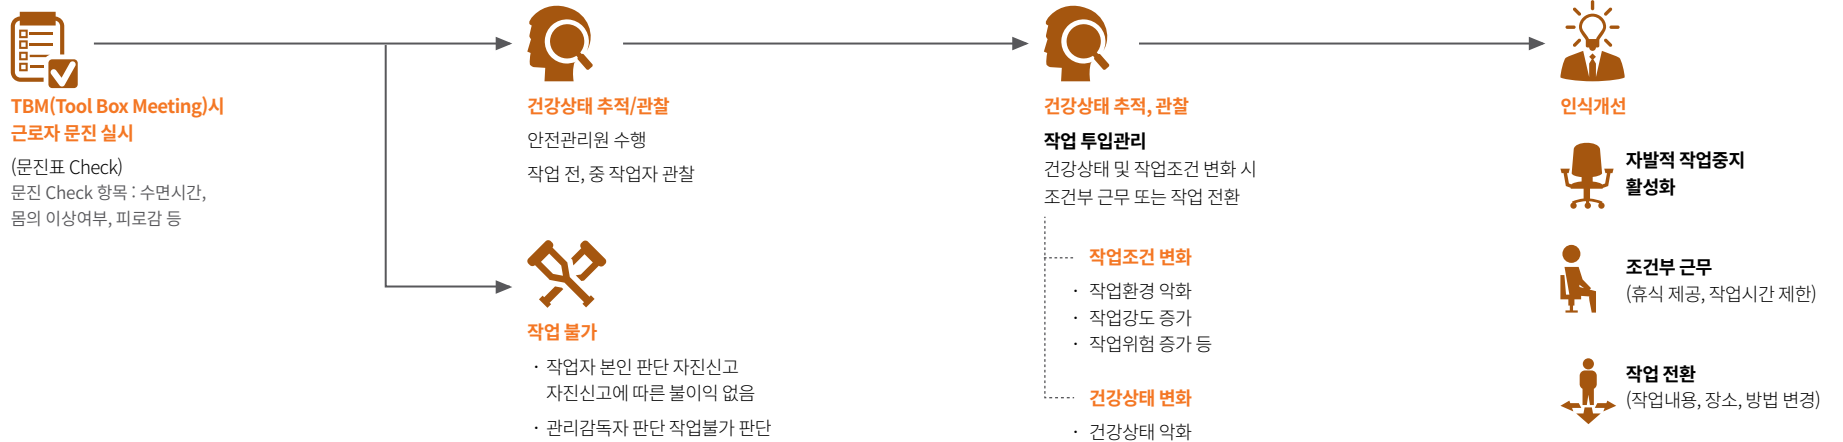 TBM(Tool Box Meeting)시
근로자 문진 실시
(문진표 Check)
문진 Check 항목 : 수면시간,
몸의 이상여부, 피로감 등
건강상태 추적/관찰
안전관리원 수행
작업 전, 중 작업자 관찰
작업 불가
· 작업자 본인 판단 자진신고
자진신고에 따른 불이익 없음
· 관리감독자 판단 작업불가 판단
건강상태 추적, 관찰
작업 투입관리
건강상태 및 작업조건 변화 시
조건부 근무 또는 작업 전환
작업조건 변화
· 작업환경 악화
· 작업강도 증가
· 작업위험 증가 등
건강상태 변화
· 건강상태 악화
인식개선
자발적 작업중지
활성화
조건부 근무
(휴식 제공, 작업시간 제한)
작업 전환
(작업내용, 장소, 방법 변경)